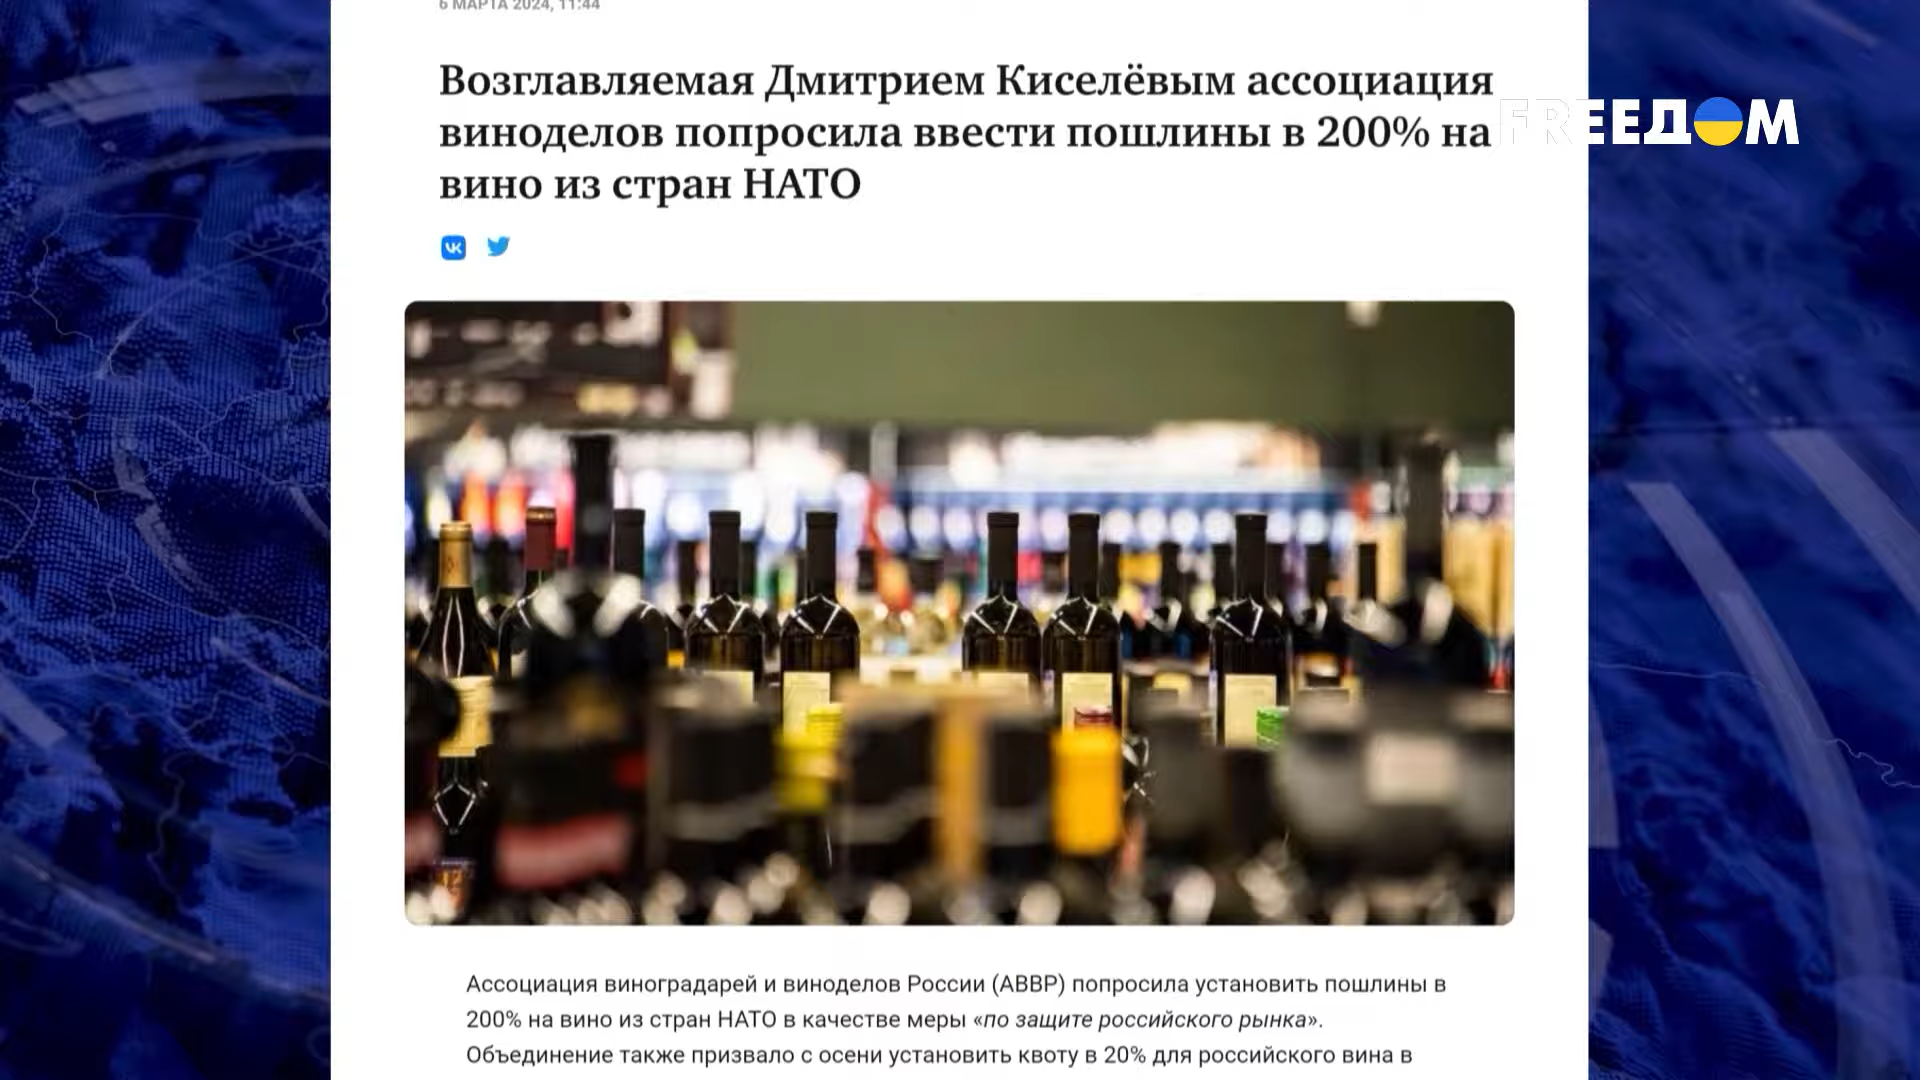 6 МАРТА 2024, 11:44
Возглавляемая Дмитрием Киселёвым ассоциация
виноделов попросила ввести пошлины в 200% на
вино из стран НАТО
FREEДОМ
Ассоциация виноградарей и виноделов России (АВВР) попросила установить пошлины в
200% на вино из стран НАТО в качестве меры «по защите российского рынка».
Объединение также призвало с осени установить квоту в 20% для российского вина в